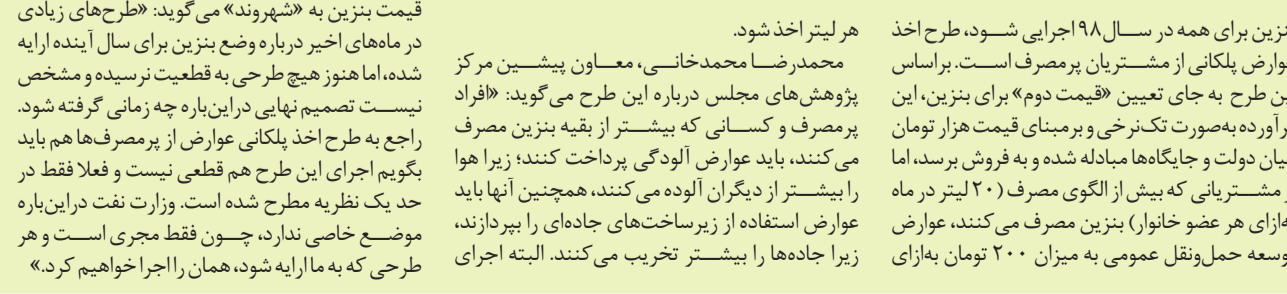 نزین برای همه در سال ۹۸ اجرایی شود، طرح اخذ
عوارض پلکانی از مشتریان پرمصرف است. براساس
این طرح به جای تعیین «قیمت دوم» برای بنزین، این
فرآورده به‌صورت تک‌نرخی و برمبنای قیمت هزار تومان
میان دولت و جایگاه‌ها مبادله شده و به فروش برسد، اما
مشتریانی که بیش از الگوی مصرف (۲۰ لیتر در ماه
به‌ازای هر عضو خانوار) بنزین مصرف می‌کنند، عوارض
توسعه حمل‌ونقل عمومی به میزان ۲۰۰ تومان به‌ازای
هر لیتر اخذ شود.
محمدرضا محمدخانی، معاون پیشین مرکز
پژوهش‌های مجلس درباره این طرح می‌گوید: «افراد
پرمصرف و کسانی که بیشتر از بقیه بنزین مصرف
می‌کنند، باید عوارض آلودگی پرداخت کنند؛ زیرا هوا
را بیشتر از دیگران آلوده می‌کنند، همچنین آنها باید
عوارض استفاده از زیرساخت‌های جاده‌ای را بپردازند،
زیرا جاده‌ها را بیشتر تخریب می‌کنند. البته اجرای
قیمت بنزین به «شهروند» می‌گوید: «طرح‌های زیادی
در ماه‌های اخیر درباره وضع بنزین برای سال آینده ارایه
شده، اما هنوز هیچ طرحی به قطعیت نرسیده و مشخص
نیست تصمیم نهایی دراین‌باره چه زمانی گرفته شود.
راجع به طرح اخذ پلکانی عوارض از پرمصرف‌ها هم باید
بگویم اجرای این طرح هم قطعی نیست و فعلا فقط در
حد یک نظریه مطرح شده است. وزارت نفت دراین‌باره
موضع خاصی ندارد، چون فقط مجری است و هر
طرحی که به ما ارایه شود، همان را اجرا خواهیم کرد.»